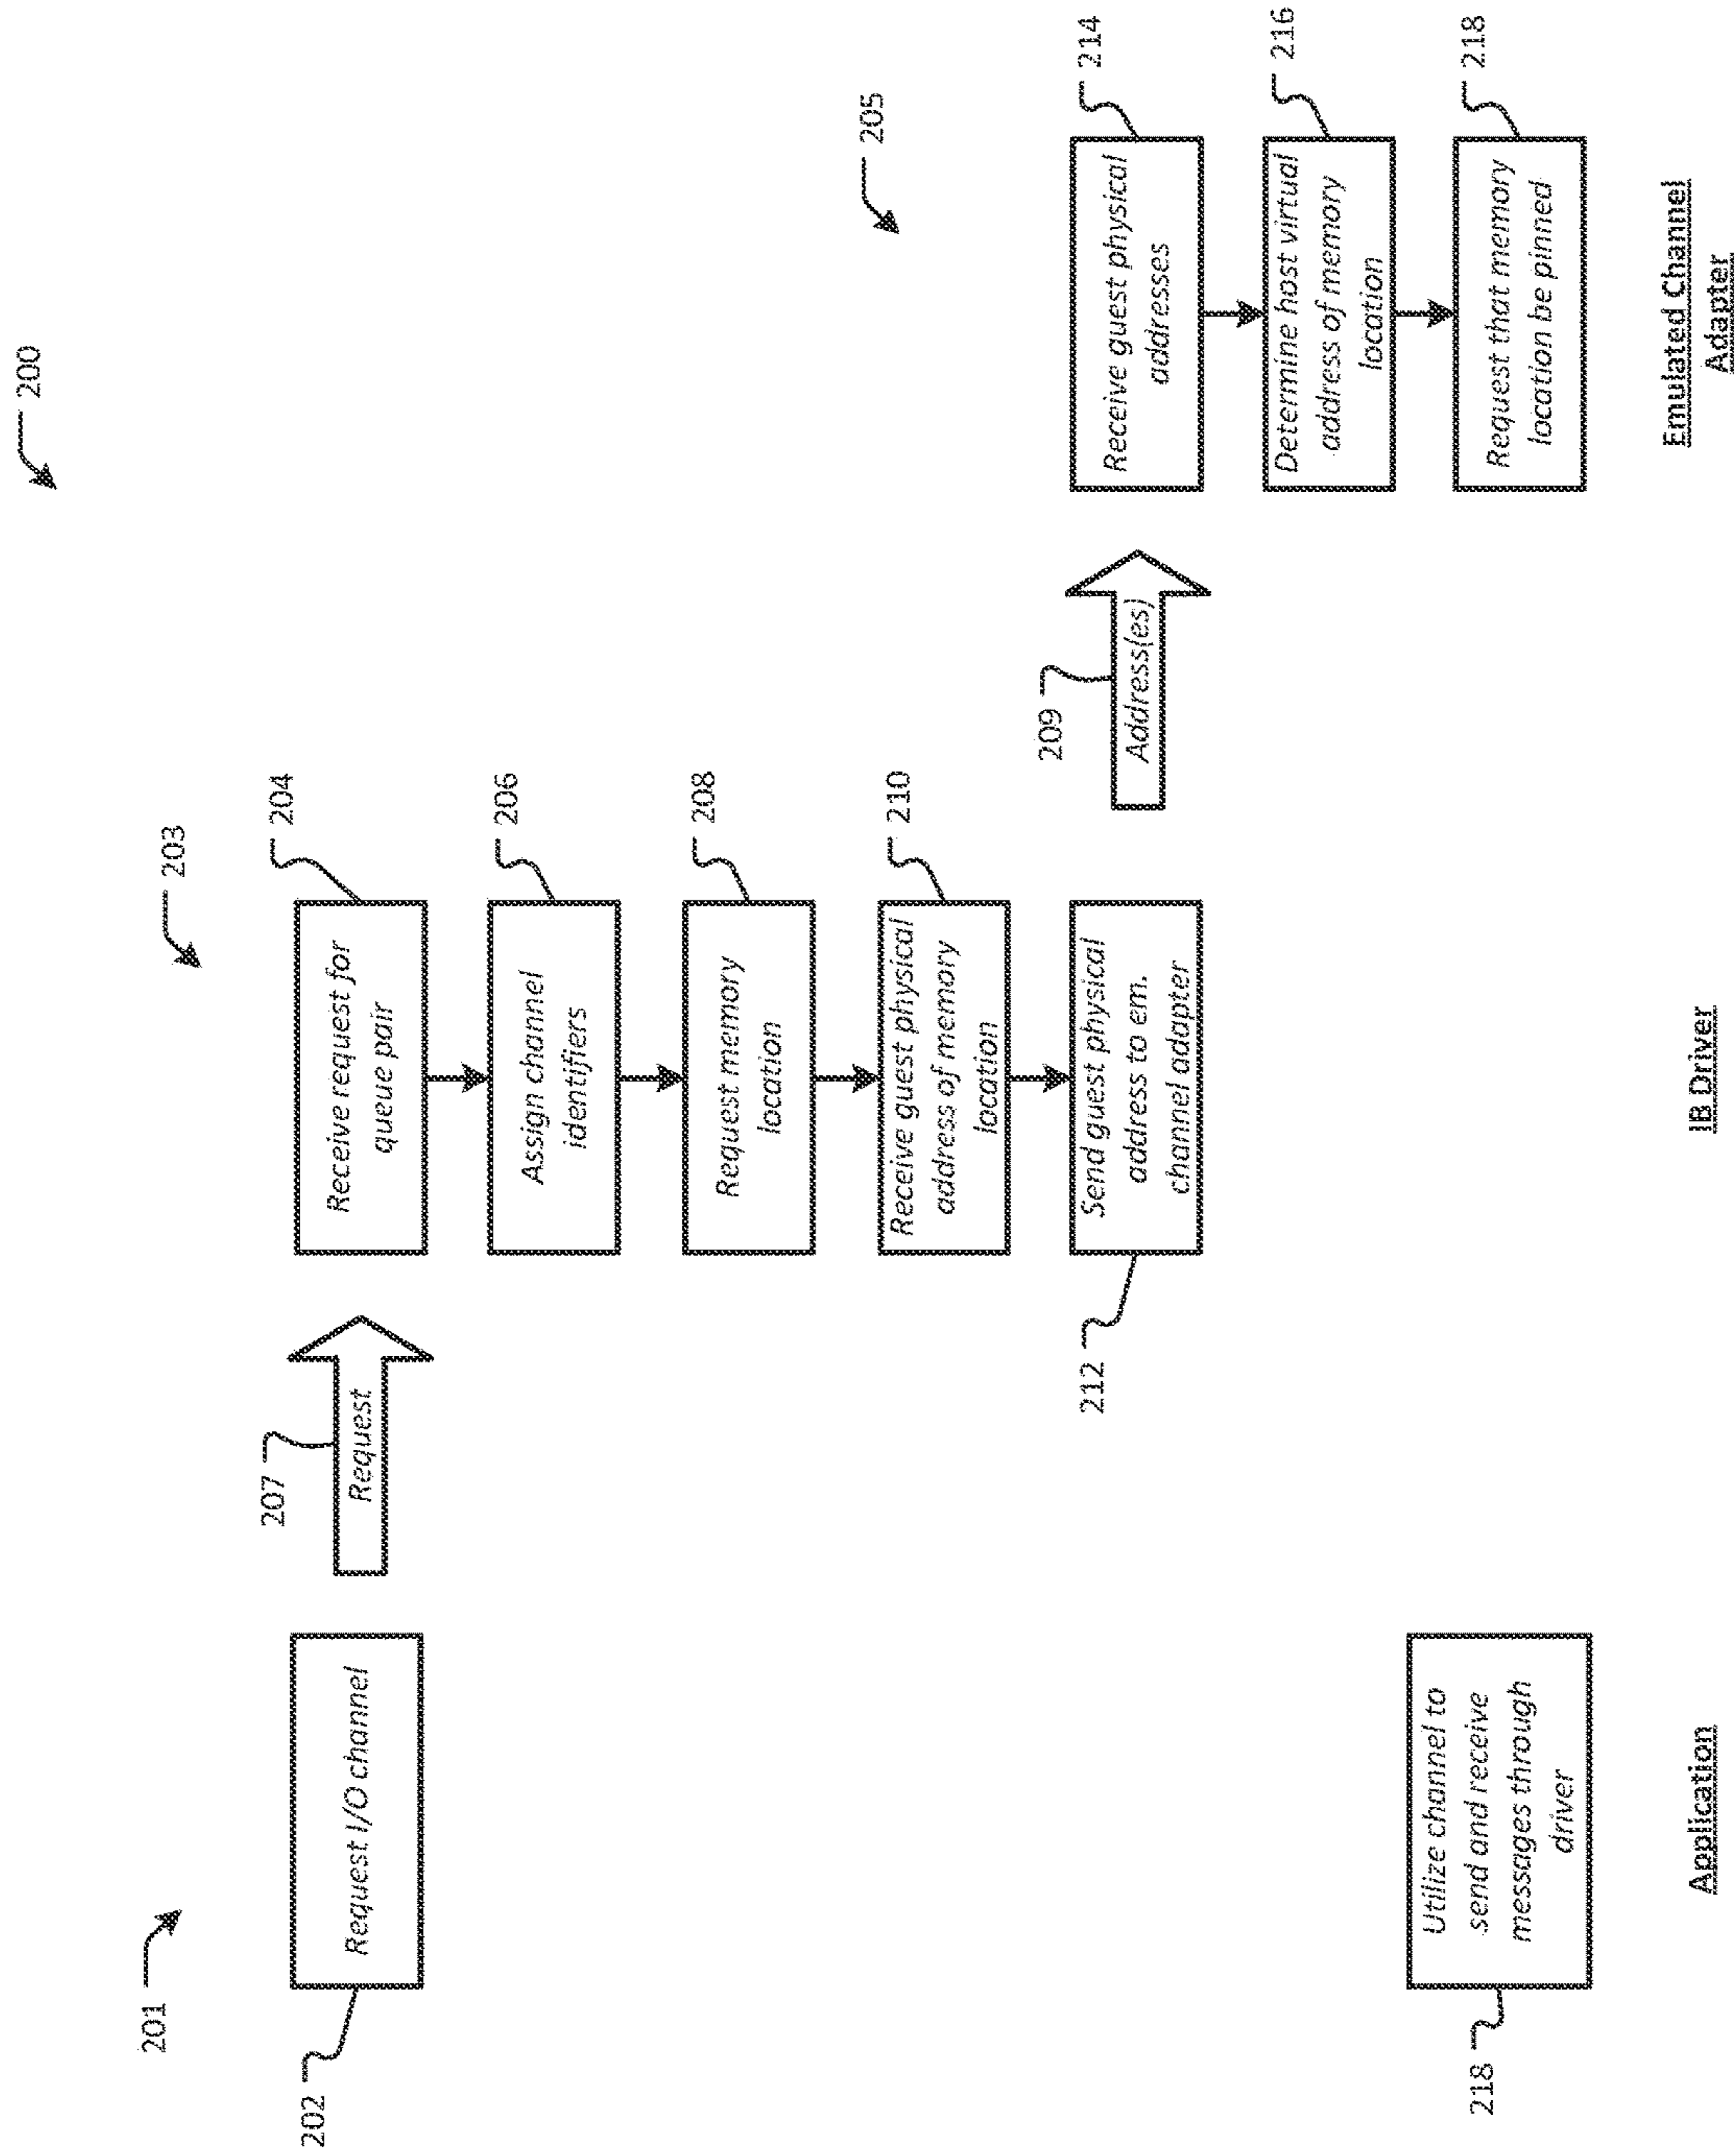 200
201
203
205
202
Request I/O channel
207
Request
204
Receive request for
queue pair
206
Assign channel
identifiers
208
Request memory
location
210
Receive guest physical
address of memory
location
212
Send guest physical
address to em.
channel adapter
209
Address(es)
214
Receive guest physical
addresses
216
Determine host virtual
address of memory
location
218
Request that memory
location be pinned
218
Utilize channel to
send and receive
messages through
driver
Application
IB Driver
Emulated Channel
Adapter